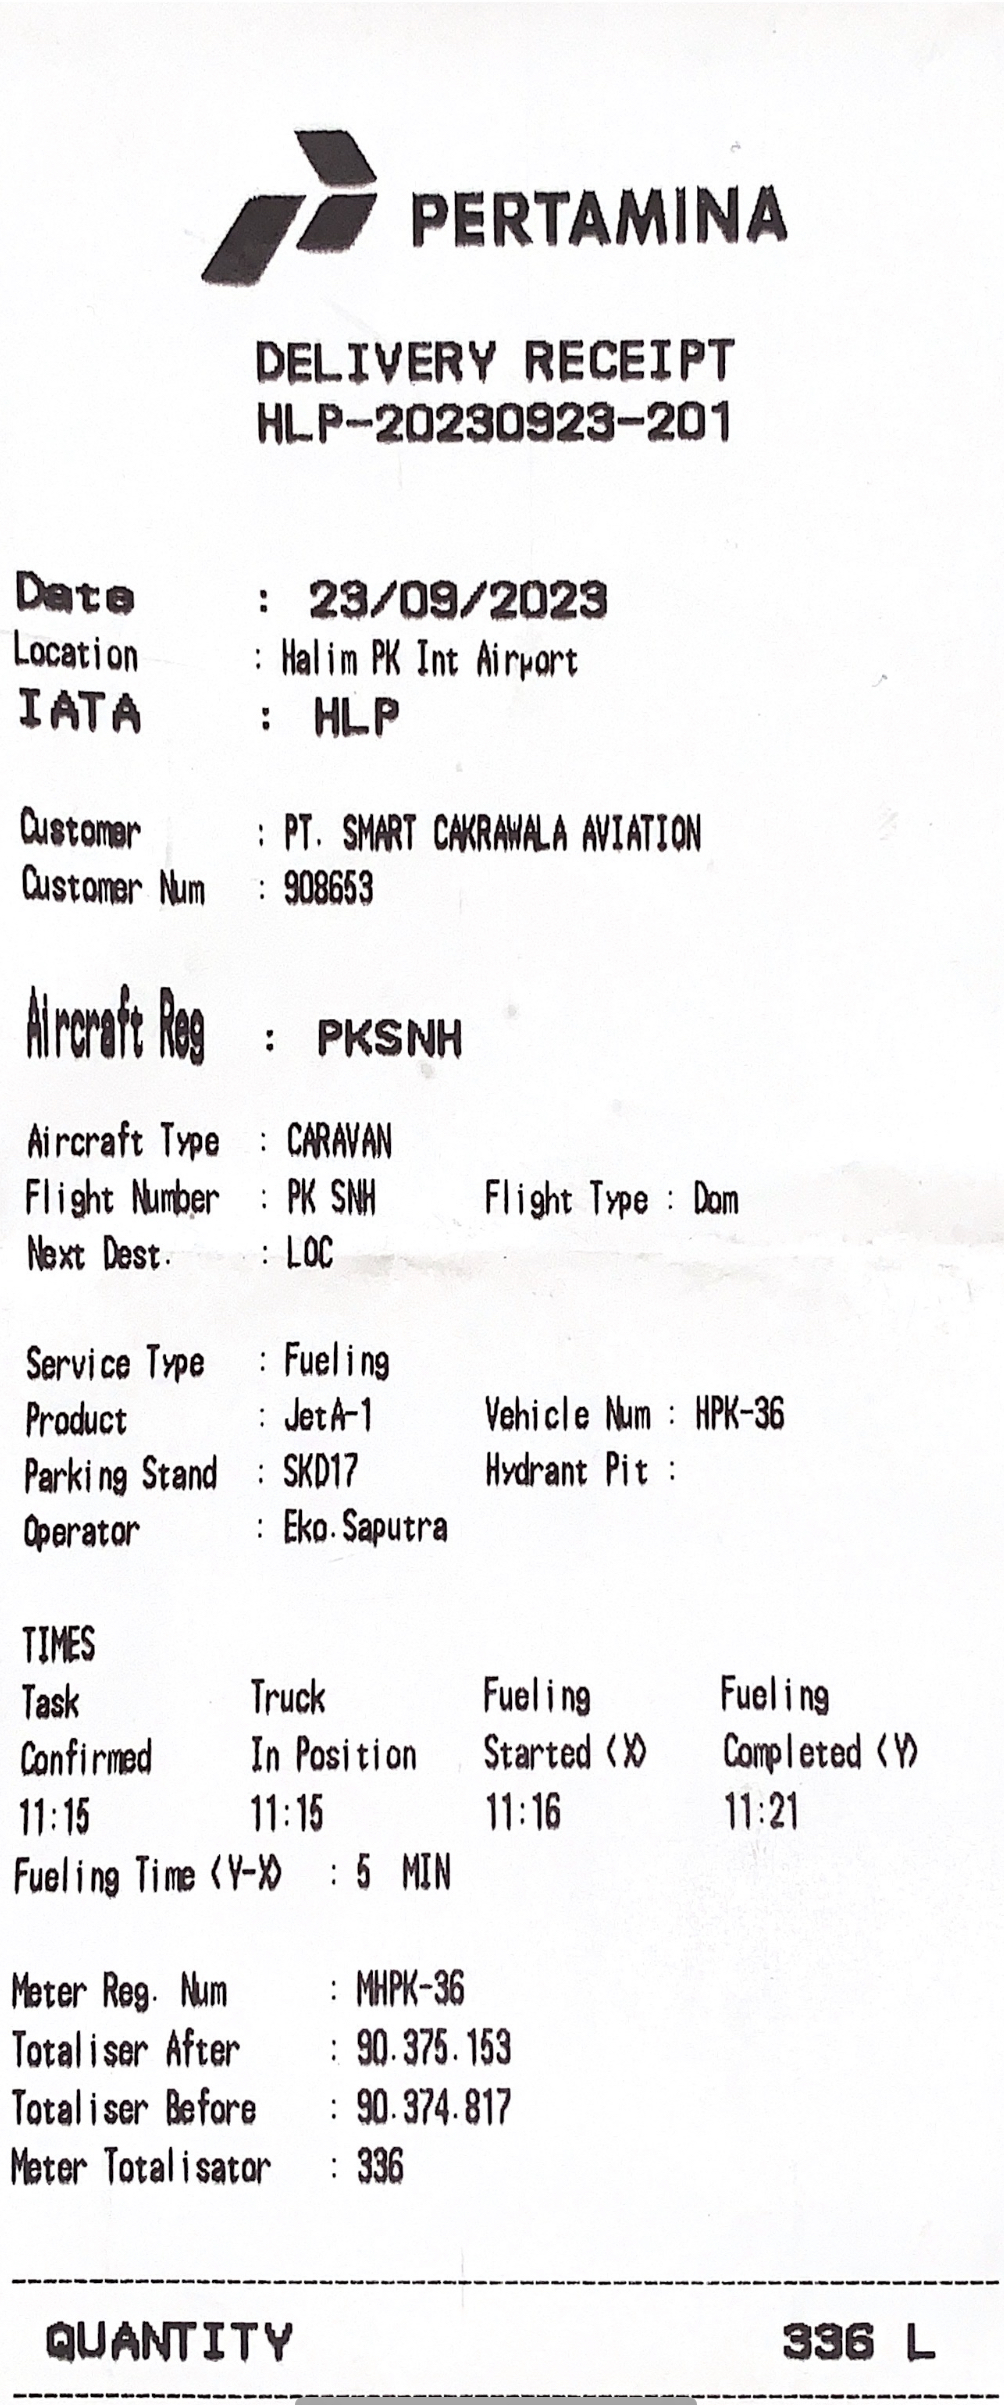 PERTAMINA
DELIVERY RECEIPT
HLP-20230923-201
Date : 23/09/2023
Location : Halim PK Int Airport
IATA : HLP
Customer : PT. SMART CAKRAWALA AVIATION
Customer Num : 908653
Aircraft Reg : PKSNH
Aircraft Type : CARAVAN
Flight Number : PK SNH Flight Type : Dom
Next Dest. : LOC
Service Type : Fueling
Product : JetA-1 Vehicle Num : HPK-36
Parking Stand : SKD17 Hydrant Pit :
Operator : Eko.Saputra
TIMES
Task Truck Fueling Fueling
Confirmed In Position Started (X) Completed (Y)
11:15 11:15 11:16 11:21
Fueling Time (Y-X) : 5 MIN
Meter Reg. Num : MHPK-36
Totaliser After : 90.375.153
Totaliser Before : 90.374.817
Meter Totalisator : 336
QUANTITY 336 L